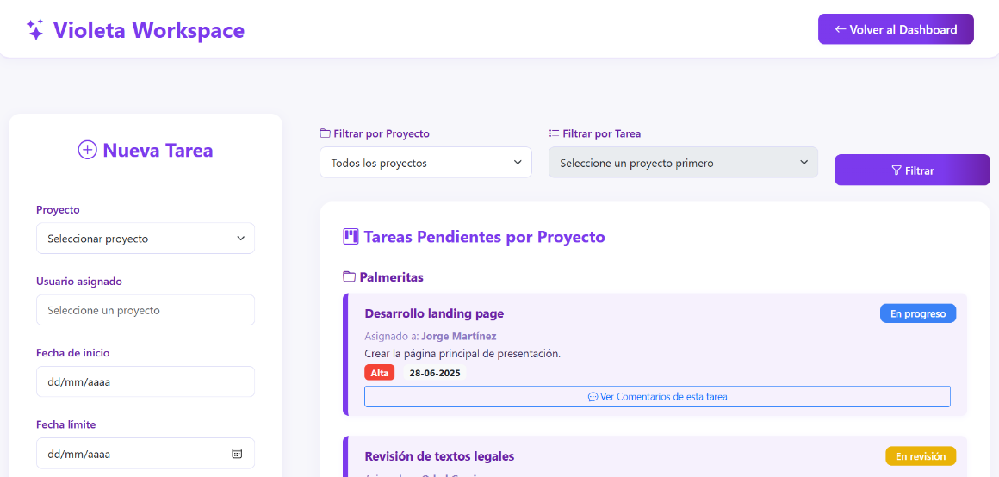 Violeta Workspace
Volver al Dashboard
Nueva Tarea
Proyecto
Seleccionar proyecto
Usuario asignado
Seleccione un proyecto
Fecha de inicio
dd/mm/aaaa
Fecha límite
dd/mm/aaaa
Filtrar por Proyecto
Todos los proyectos
Filtrar por Tarea
Seleccione un proyecto primero
Filtrar
Tareas Pendientes por Proyecto
Palmeritas
Desarrollo landing page
En progreso
Asignado a: Jorge Martínez
Crear la página principal de presentación.
Alta 28-06-2025
Ver Comentarios de esta tarea
Revisión de textos legales
En revisión